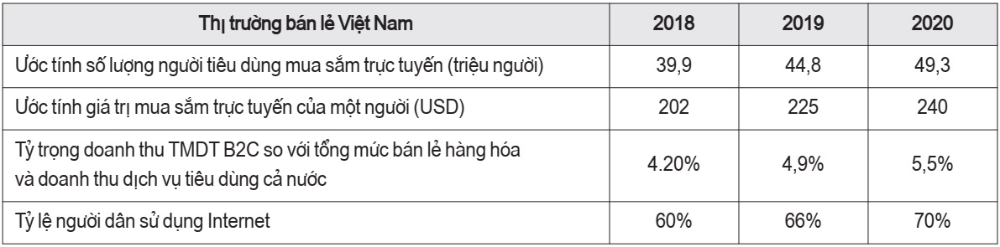 Thị trường bán lẻ Việt Nam 2018 2019 2020
Ước tính số lượng người tiêu dùng mua sắm trực tuyến (triệu người) 39,9 44,8 49,3
Ước tính giá trị mua sắm trực tuyến của một người (USD) 202 225 240
Tỷ trọng doanh thu TMDT B2C so với tổng mức bán lẻ hàng hóa
và doanh thu dịch vụ tiêu dùng cả nước 4.20% 4,9% 5,5%
Tỷ lệ người dân sử dụng Internet 60% 66% 70%